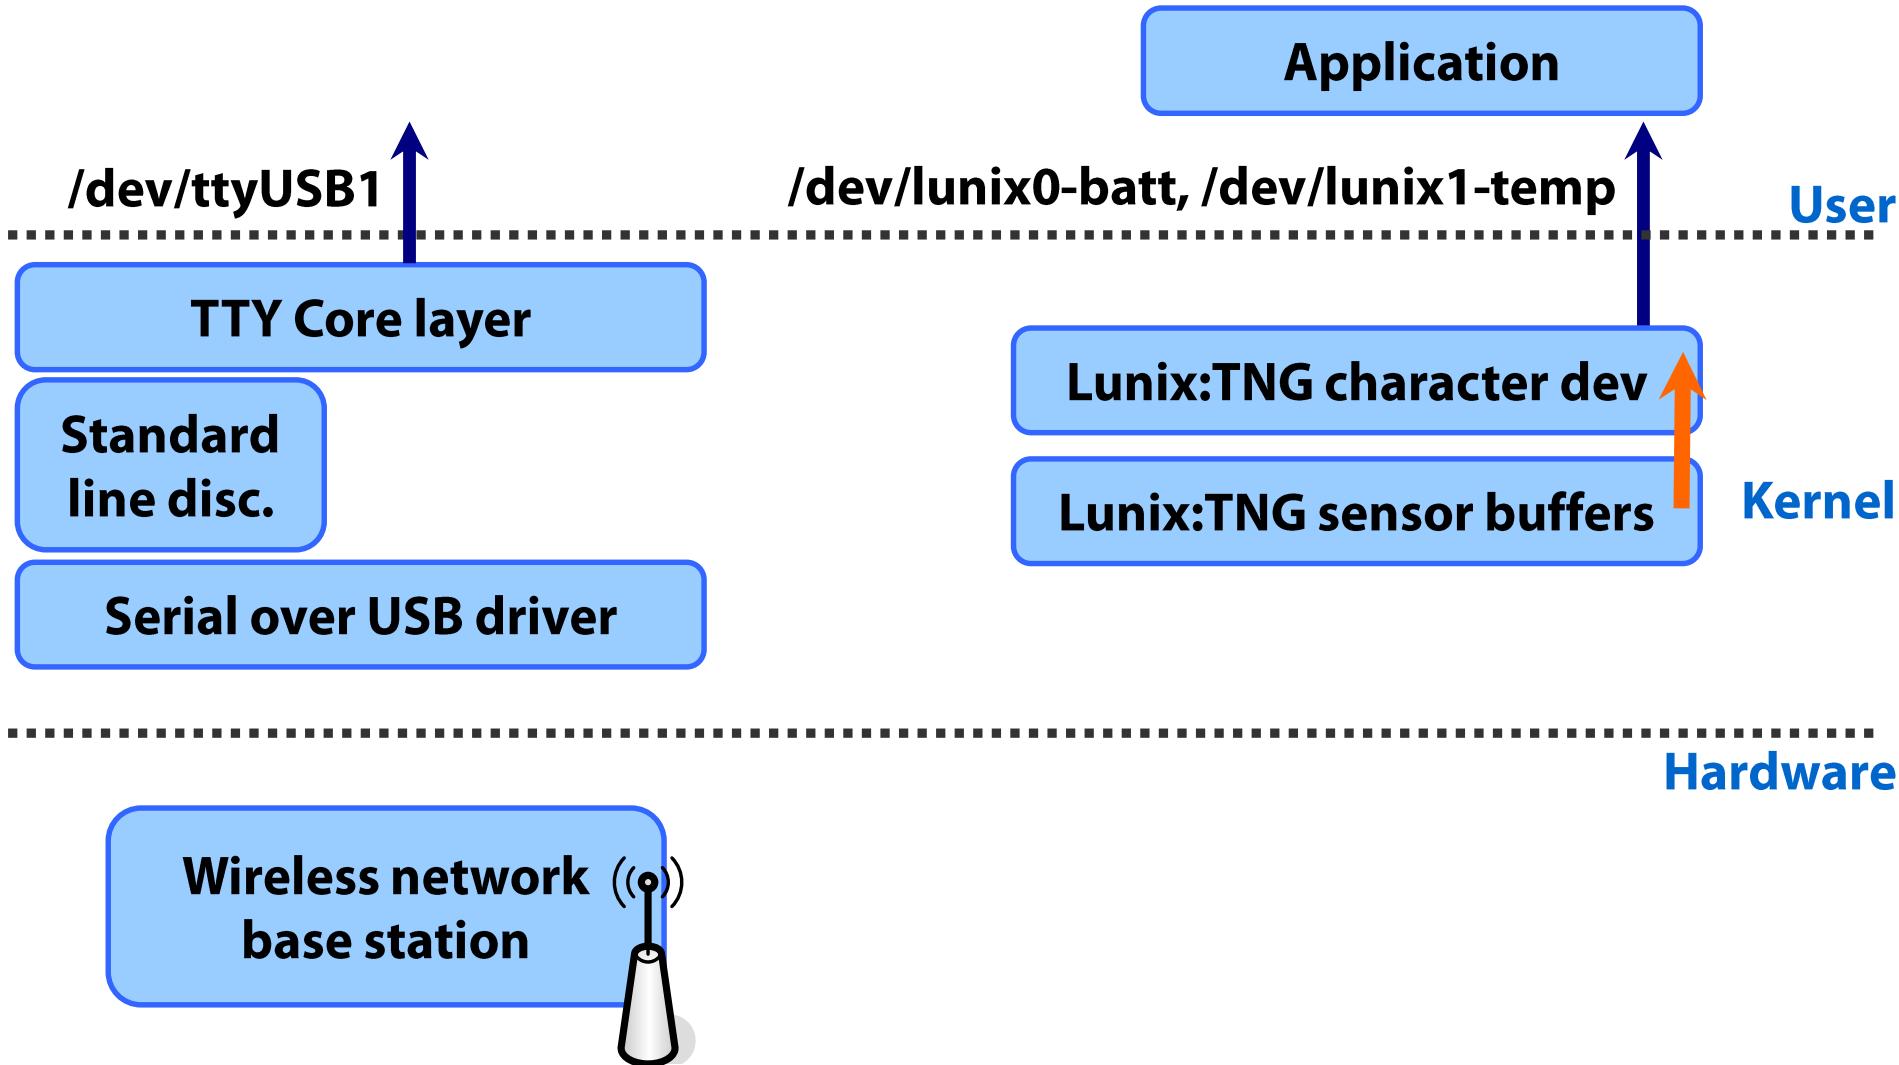 Application
/dev/ttyUSB1
/dev/lunix0-batt, /dev/lunix1-temp
User
TTY Core layer
Lunix:TNG character dev
Standard
line disc.
Lunix:TNG sensor buffers
Kernel
Serial over USB driver
Hardware
Wireless network
base station